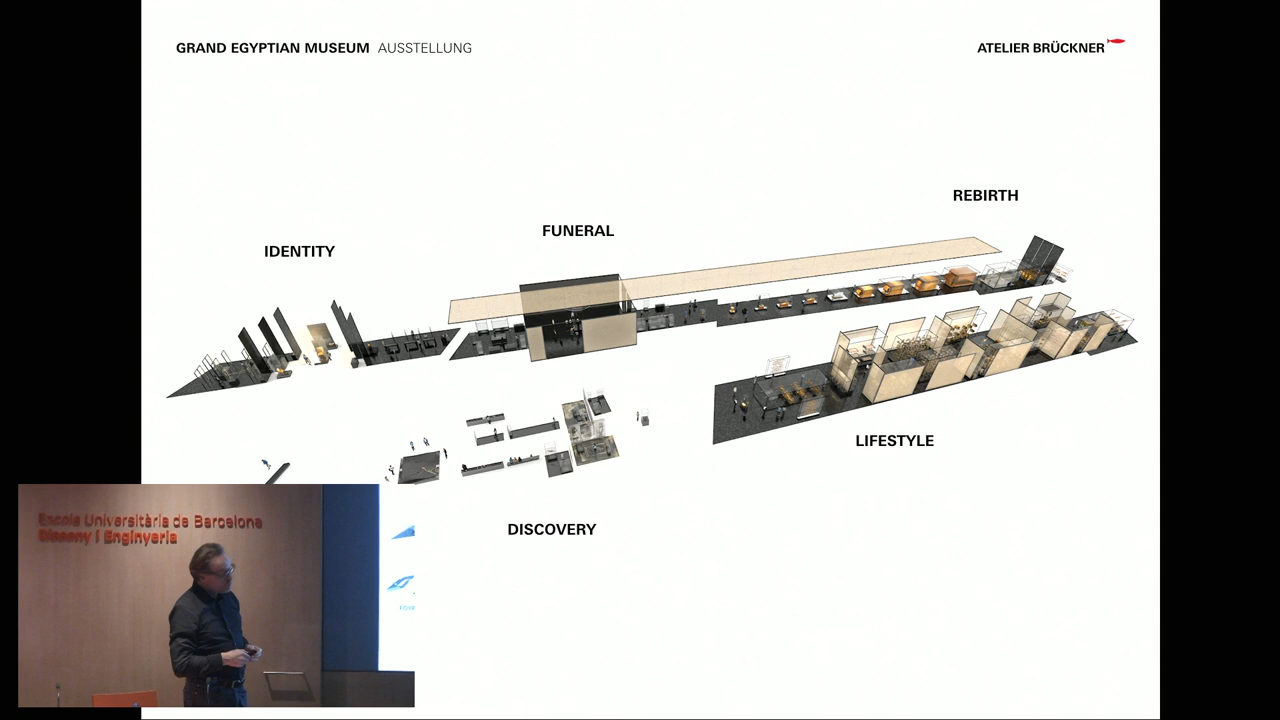 GRAND EGYPTIAN MUSEUM AUSSTELLUNG
ATELIER BRÜCKNER
REBIRTH
FUNERAL
IDENTITY
LIFESTYLE
DISCOVERY
Escola Universitària de Barcelona
Disseny i Enginyeria